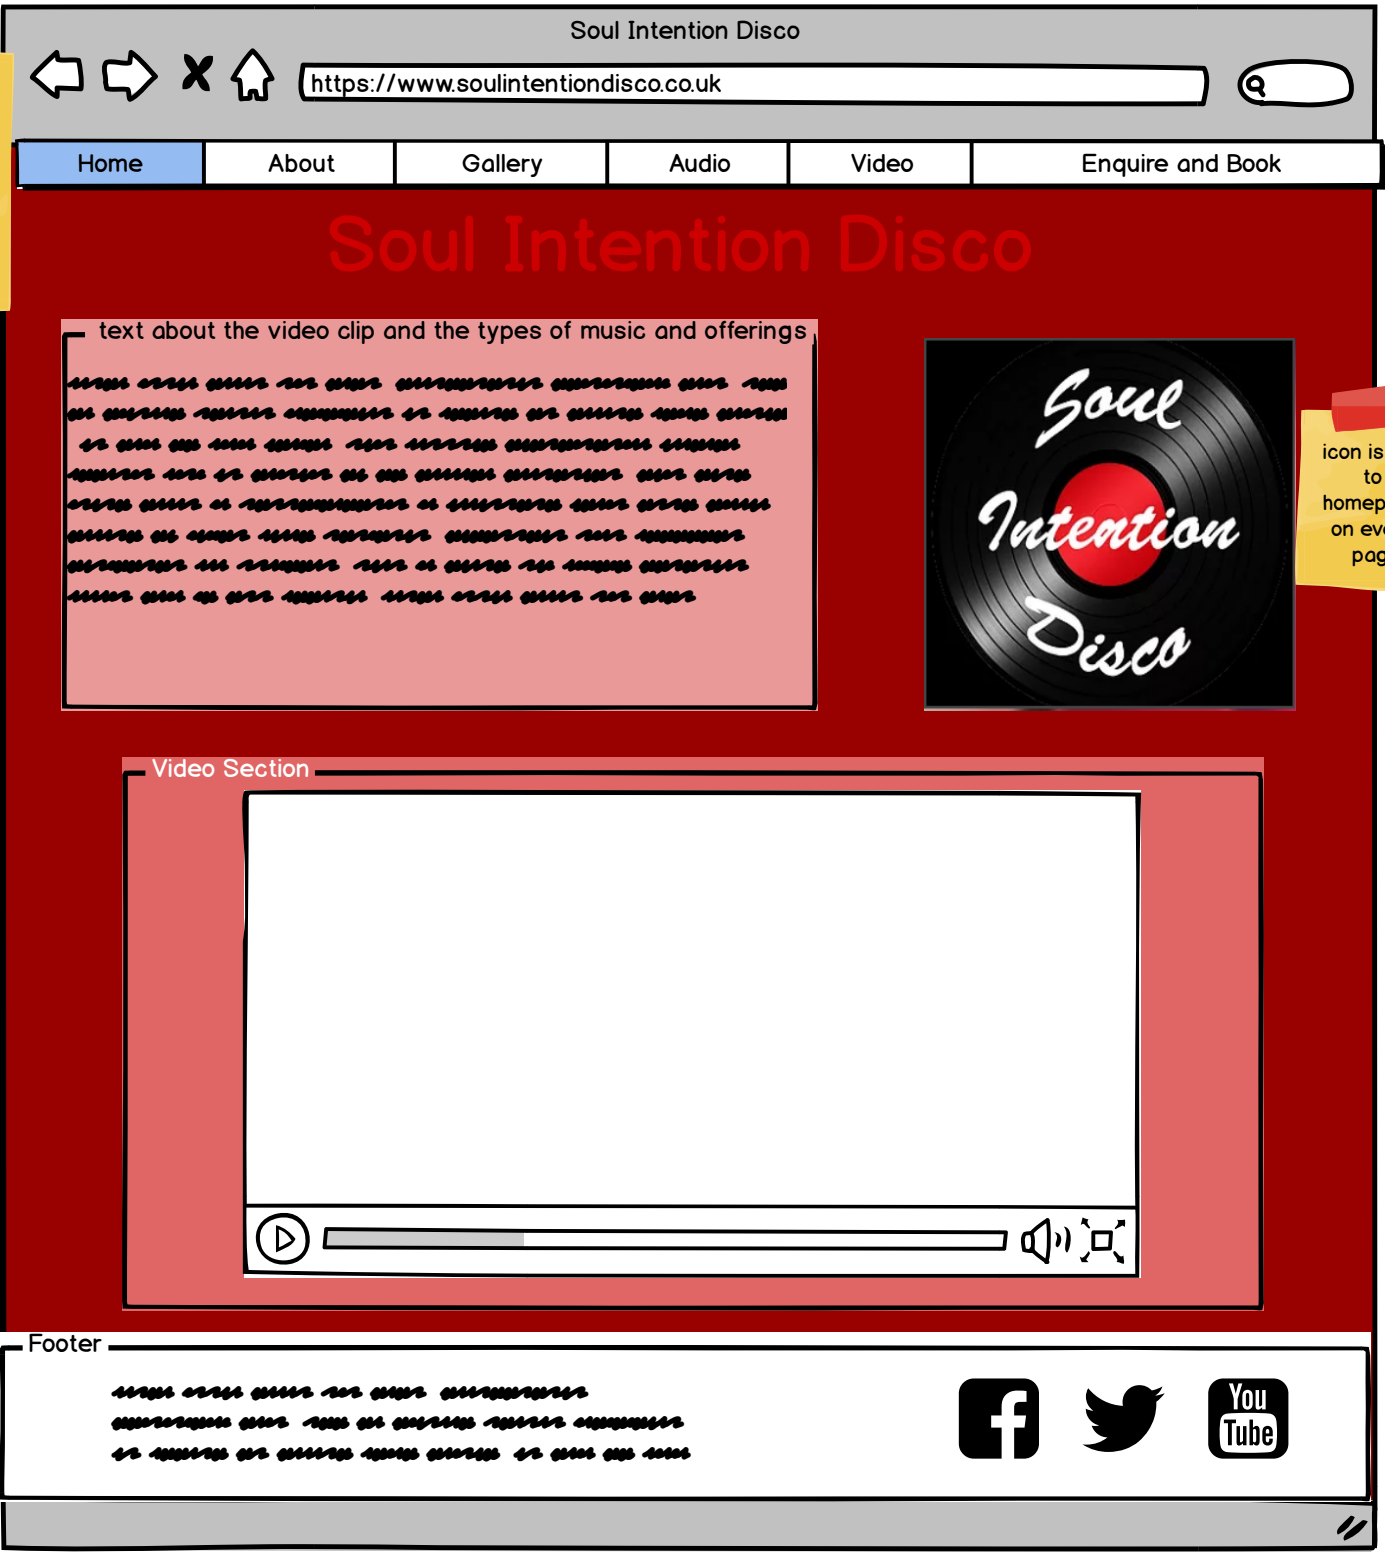 Soul Intention Disco
https://www.soulintentiondisco.co.uk
Home About Gallery Audio Video Enquire and Book
Soul Intention Disco
text about the video clip and the types of music and offerings
Soul
Intention
Disco
icon is
to
homep
on eve
pag
Video Section
Footer
You
Tube